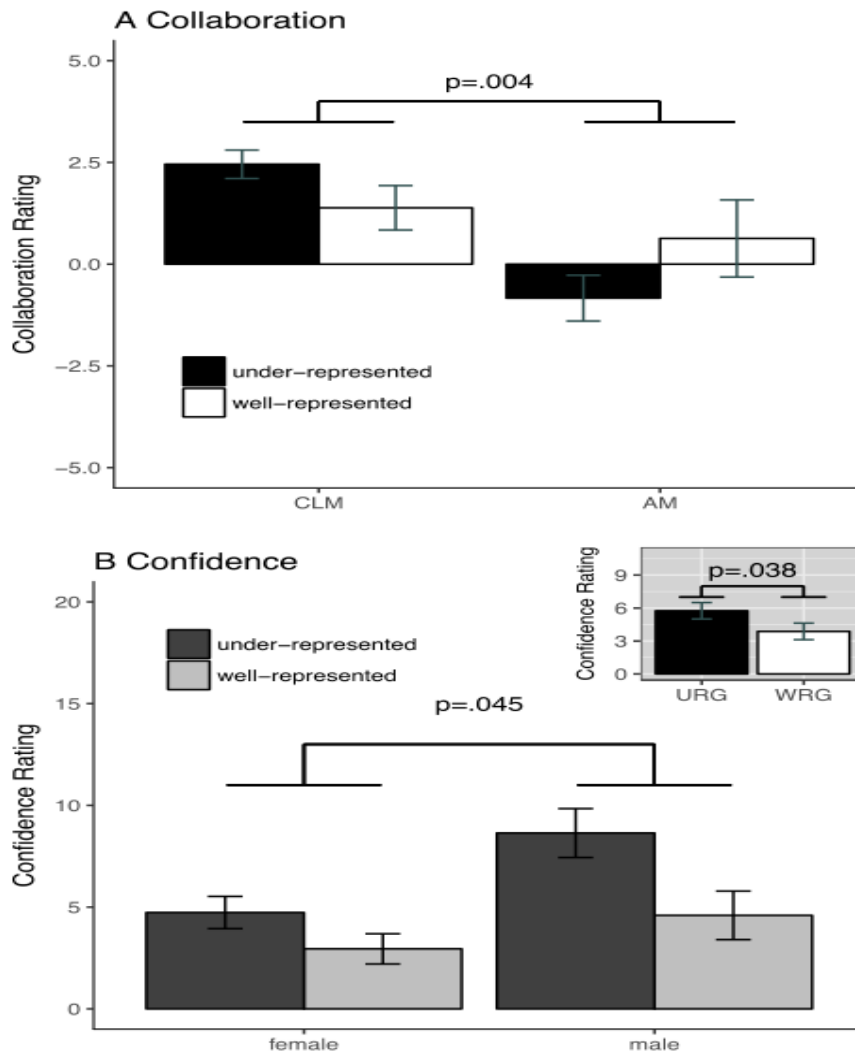 A Collaboration
Collaboration Rating
5.0
2.5
0.0
−2.5
−5.0
p=.004
under−represented
well−represented
CLM
AM
B Confidence
Confidence Rating
20
15
10
5
0
under−represented
well−represented
p=.045
female
male
Confidence Rating
9
6
3
0
p=.038
URG
WRG